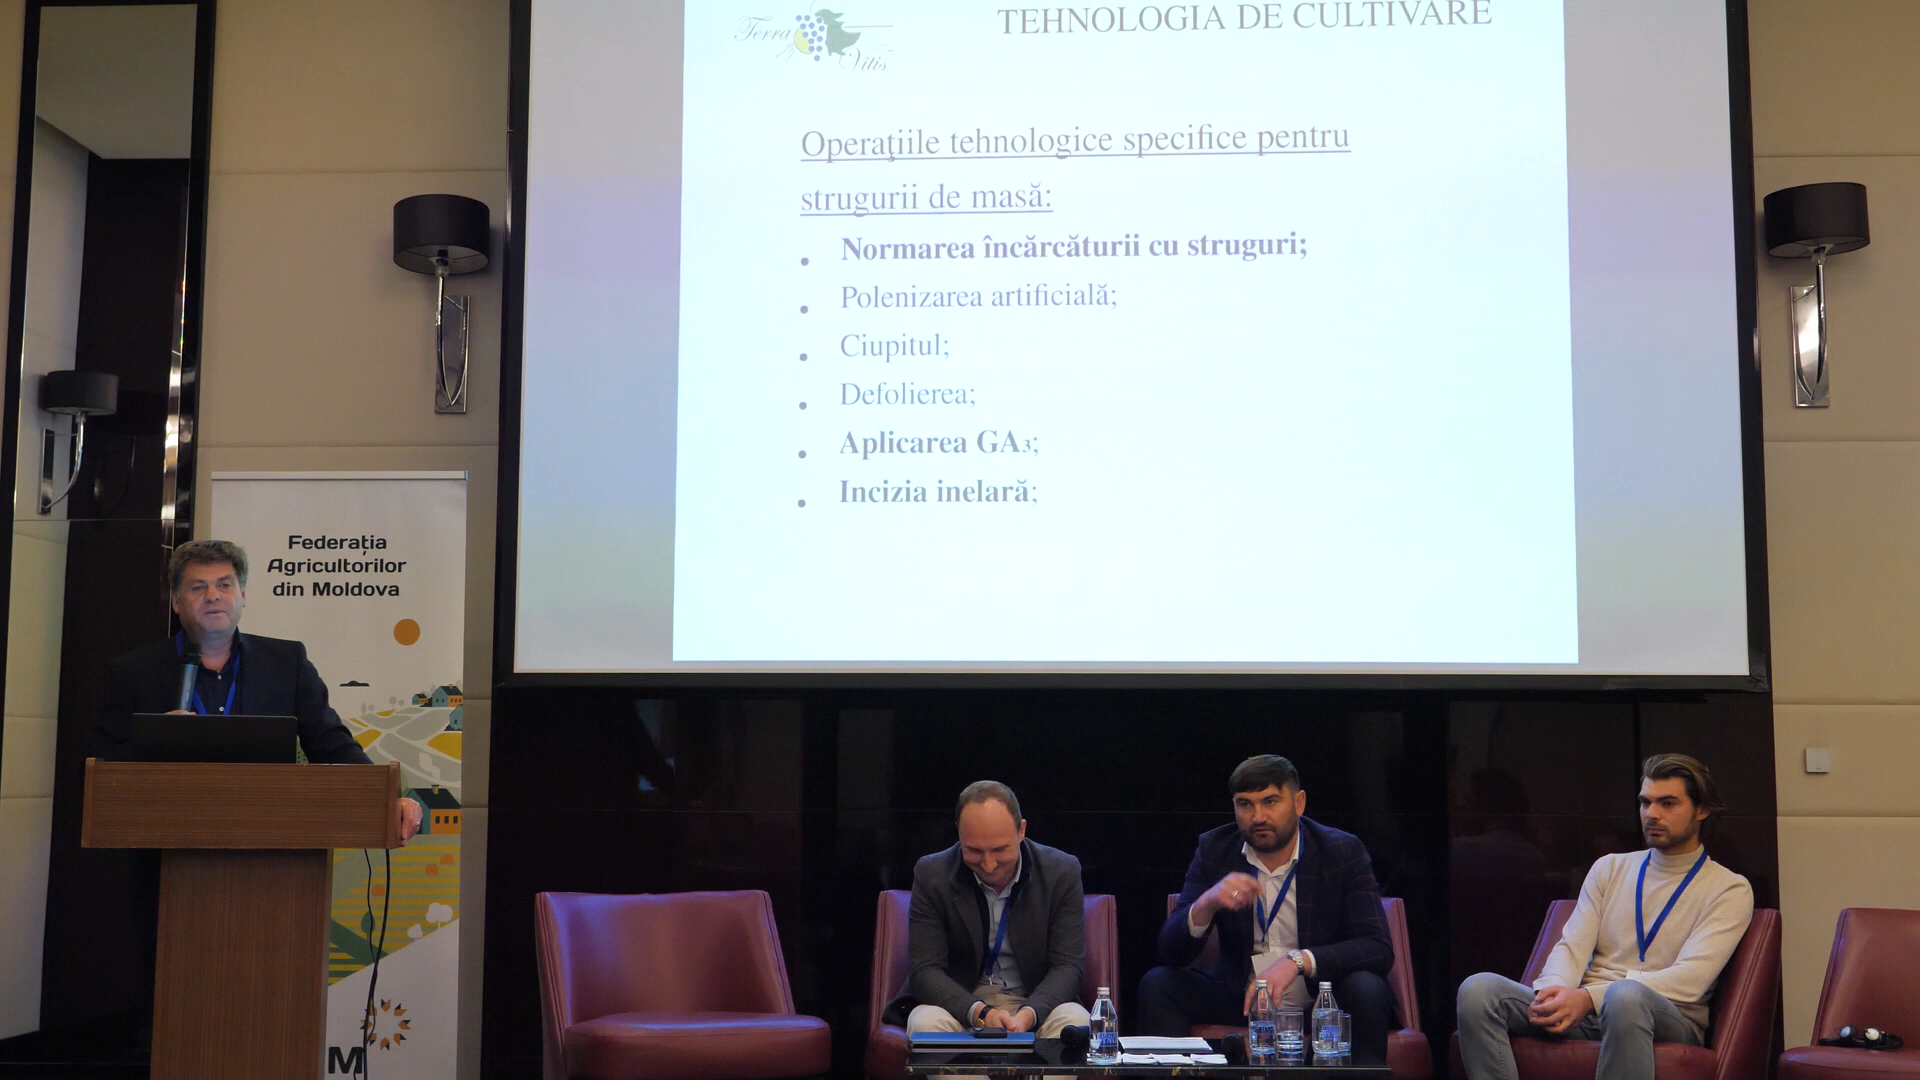 Terra
Vitis
TEHNOLOGIA DE CULTIVARE
Operaţiile tehnologice specifice pentru
strugurii de masă:
• Normarea încărcăturii cu struguri;
• Polenizarea artificială;
• Ciupitul;
• Defolierea;
• Aplicarea GA₃;
• Incizia inelară;
Federația
Agricultorilor
din Moldova
M